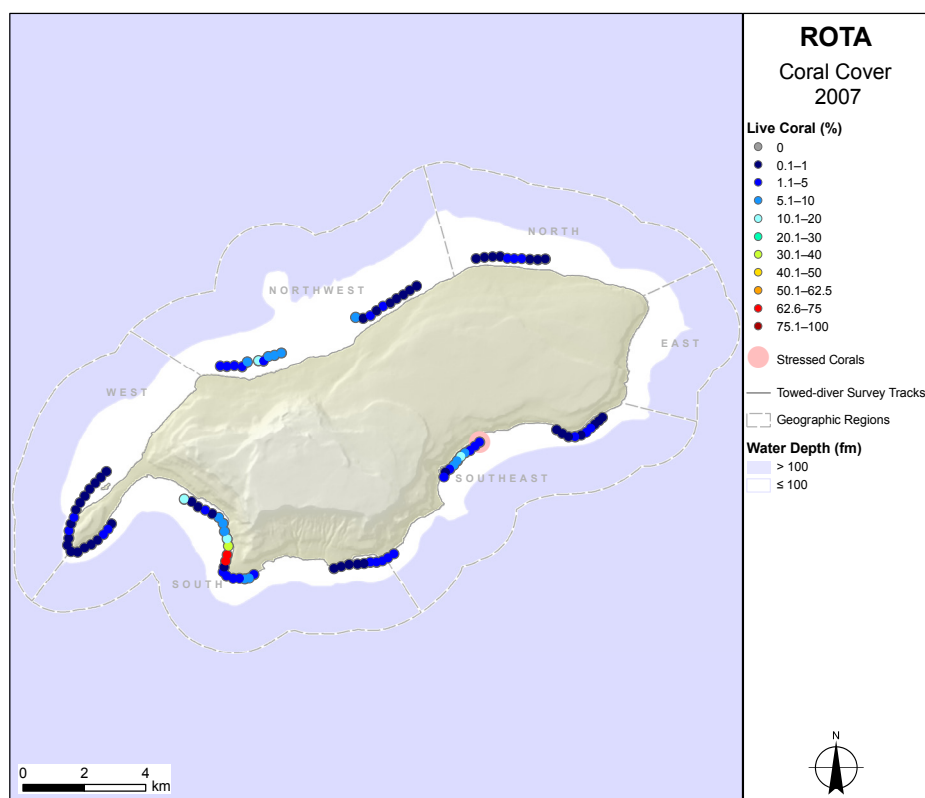 ROTA
Coral Cover
2007
Live Coral (%)
0
0.1–1
1.1–5
5.1–10
10.1–20
20.1–30
30.1–40
40.1–50
50.1–62.5
62.6–75
75.1–100
Stressed Corals
Towed-diver Survey Tracks
Geographic Regions
Water Depth (fm)
> 100
≤ 100
NORTH
NORTHWEST
EAST
WEST
SOUTHEAST
SOUTH
0 2 4
km
N